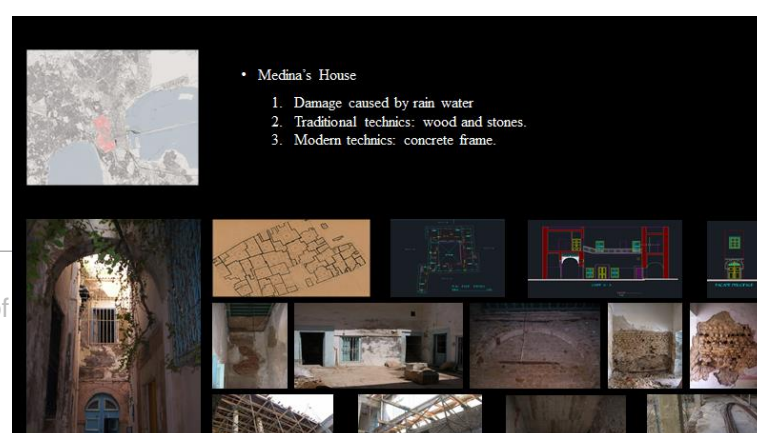 • Medina's House
1. Damage caused by rain water
2. Traditional technics: wood and stones.
3. Modern technics: concrete frame.
of